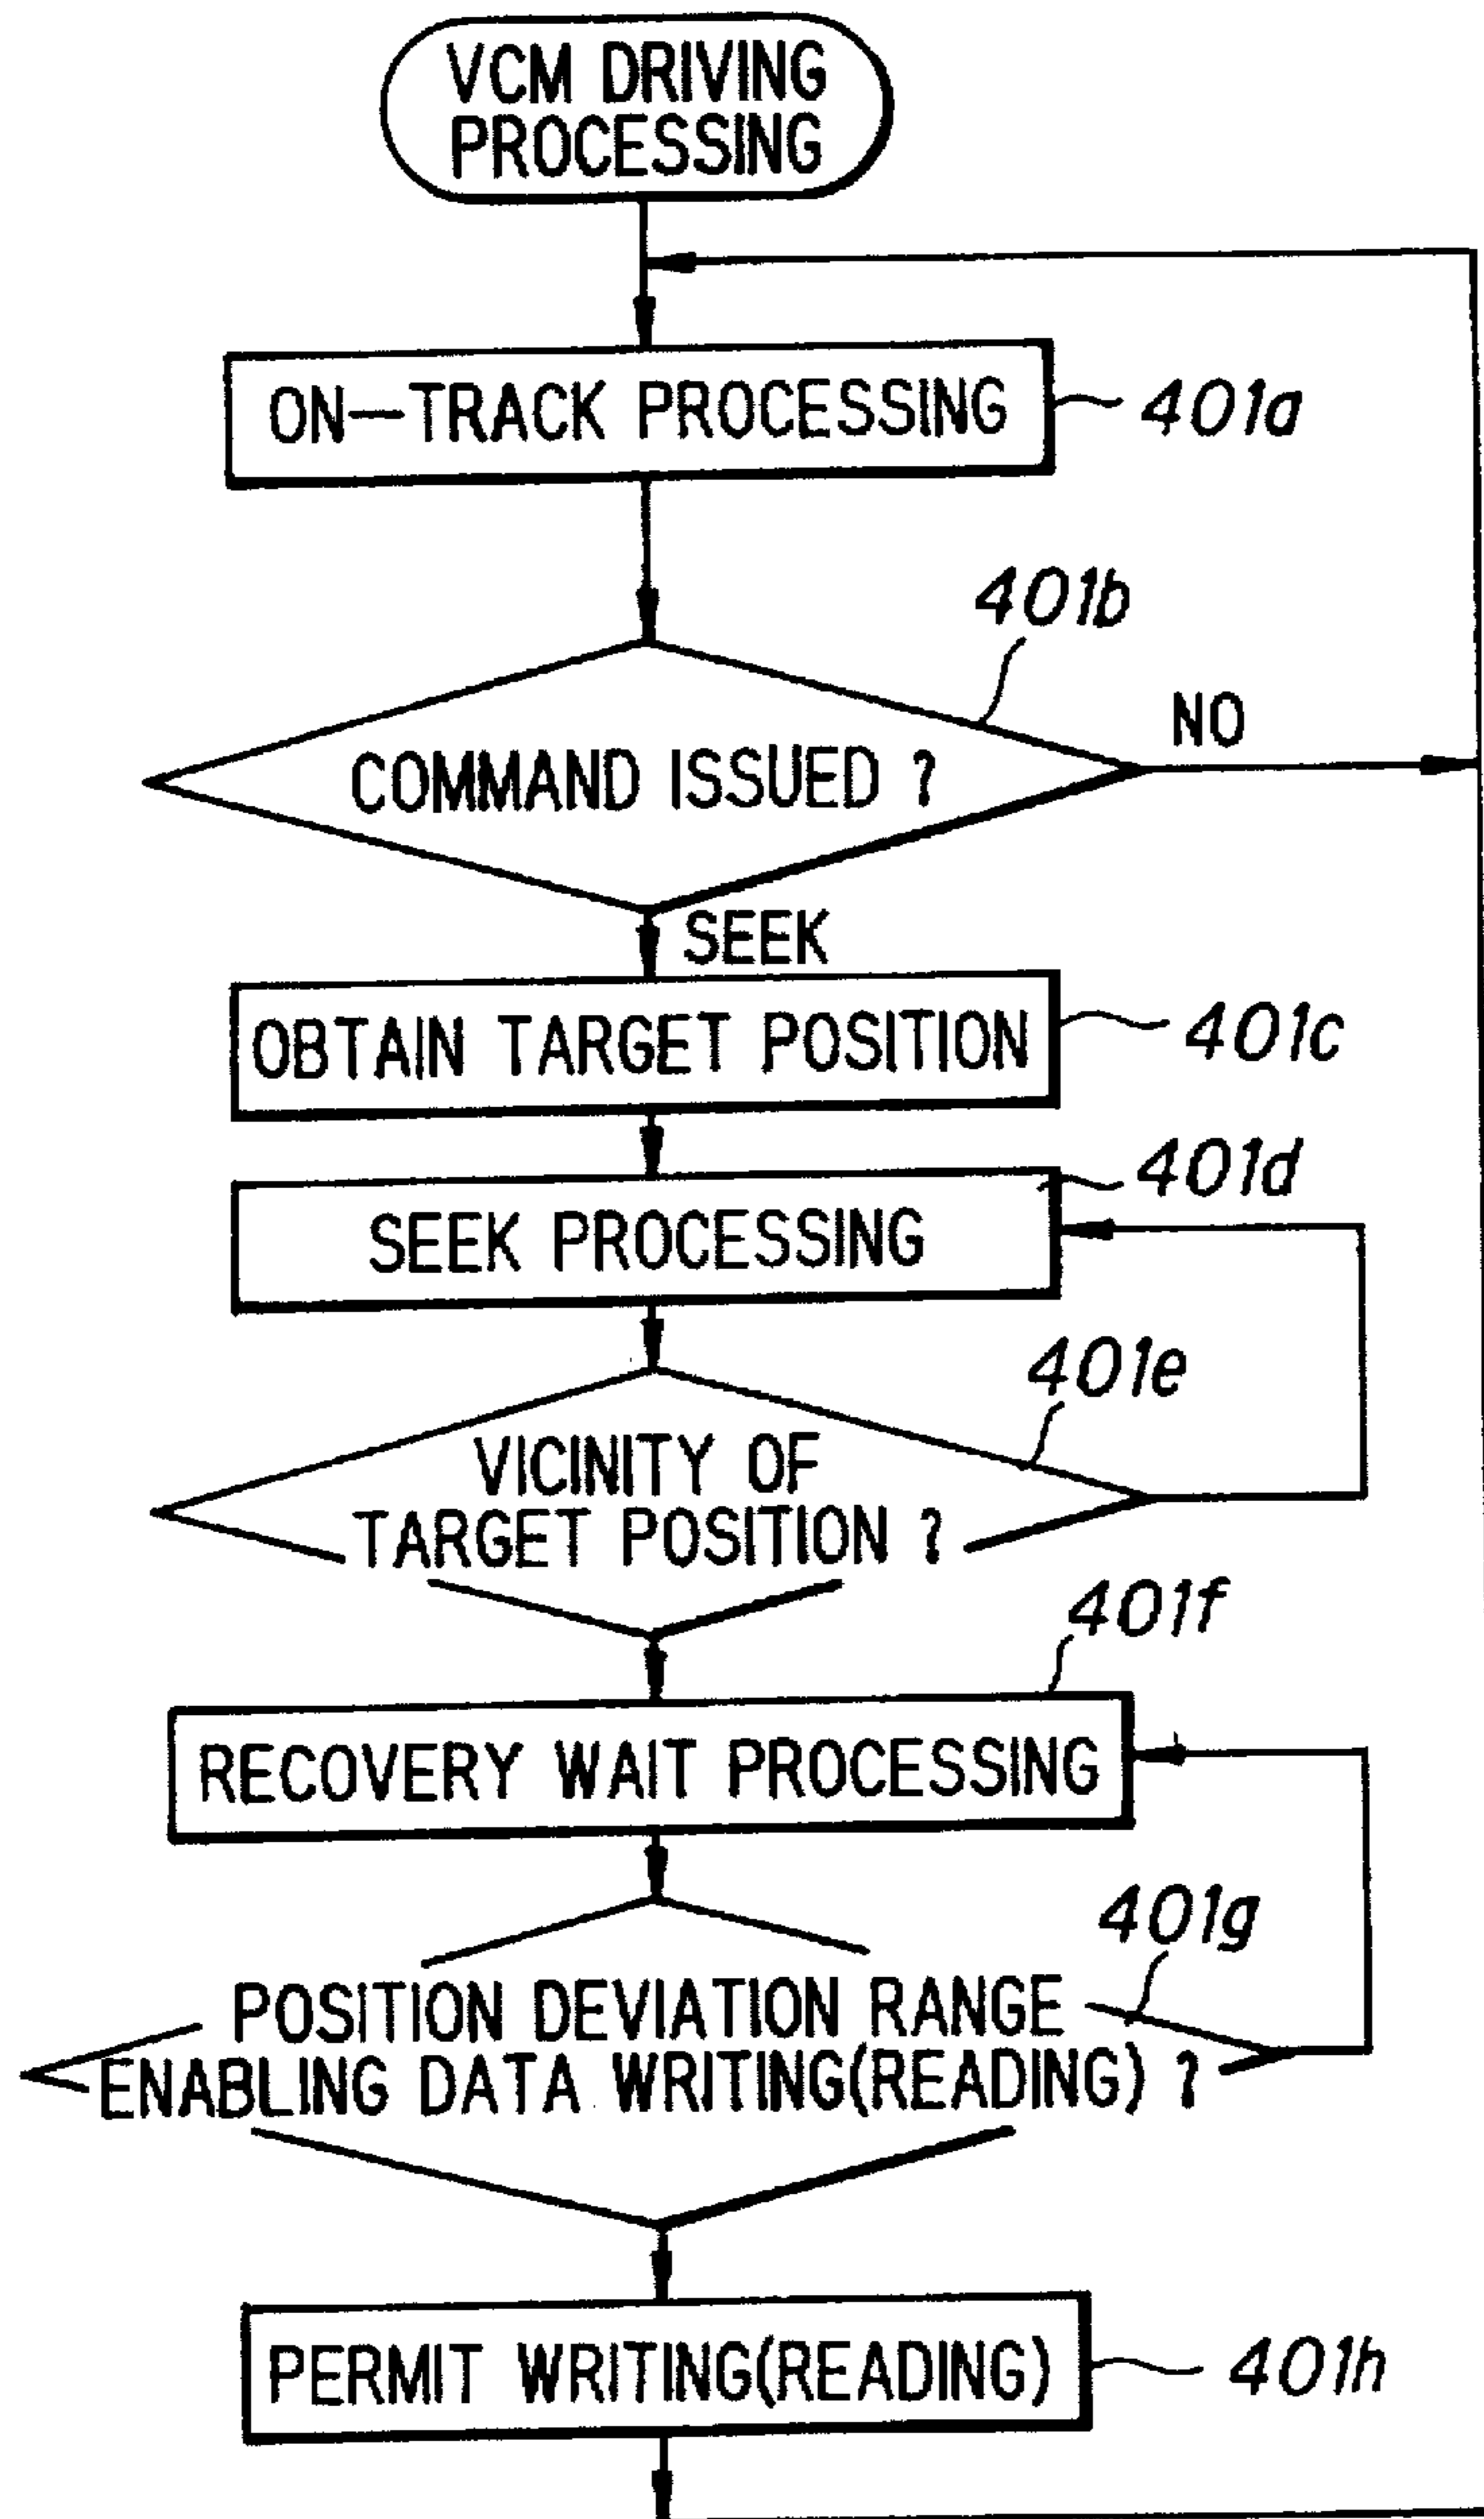 VCM DRIVING
PROCESSING
ON—TRACK PROCESSING
401a
401b
COMMAND ISSUED ?
NO
SEEK
OBTAIN TARGET POSITION
401c
401d
SEEK PROCESSING
401e
VICINITY OF
TARGET POSITION ?
401f
RECOVERY WAIT PROCESSING
401g
POSITION DEVIATION RANGE
ENABLING DATA WRITING(READING) ?
PERMIT WRITING(READING)
401h